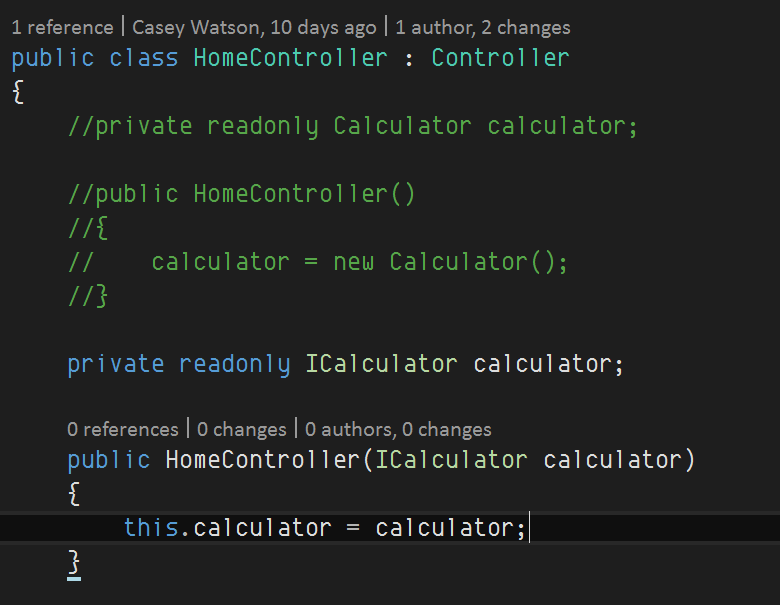 1 reference | Casey Watson, 10 days ago | 1 author, 2 changes
public class HomeController : Controller
{
    //private readonly Calculator calculator;

    //public HomeController()
    //{
    //    calculator = new Calculator();
    //}

    private readonly ICalculator calculator;

    0 references | 0 changes | 0 authors, 0 changes
    public HomeController(ICalculator calculator)
    {
        this.calculator = calculator;
    }